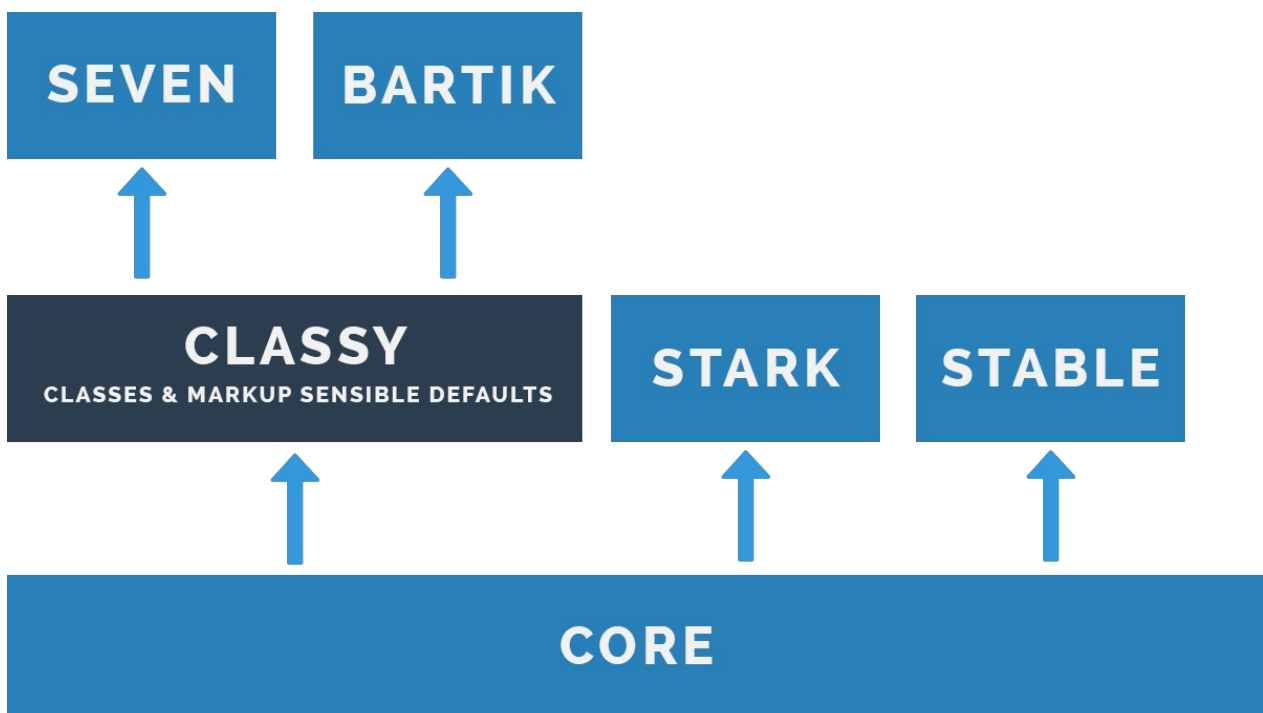 SEVEN
BARTIK
CLASSY
CLASSES & MARKUP SENSIBLE DEFAULTS
STARK
STABLE
CORE